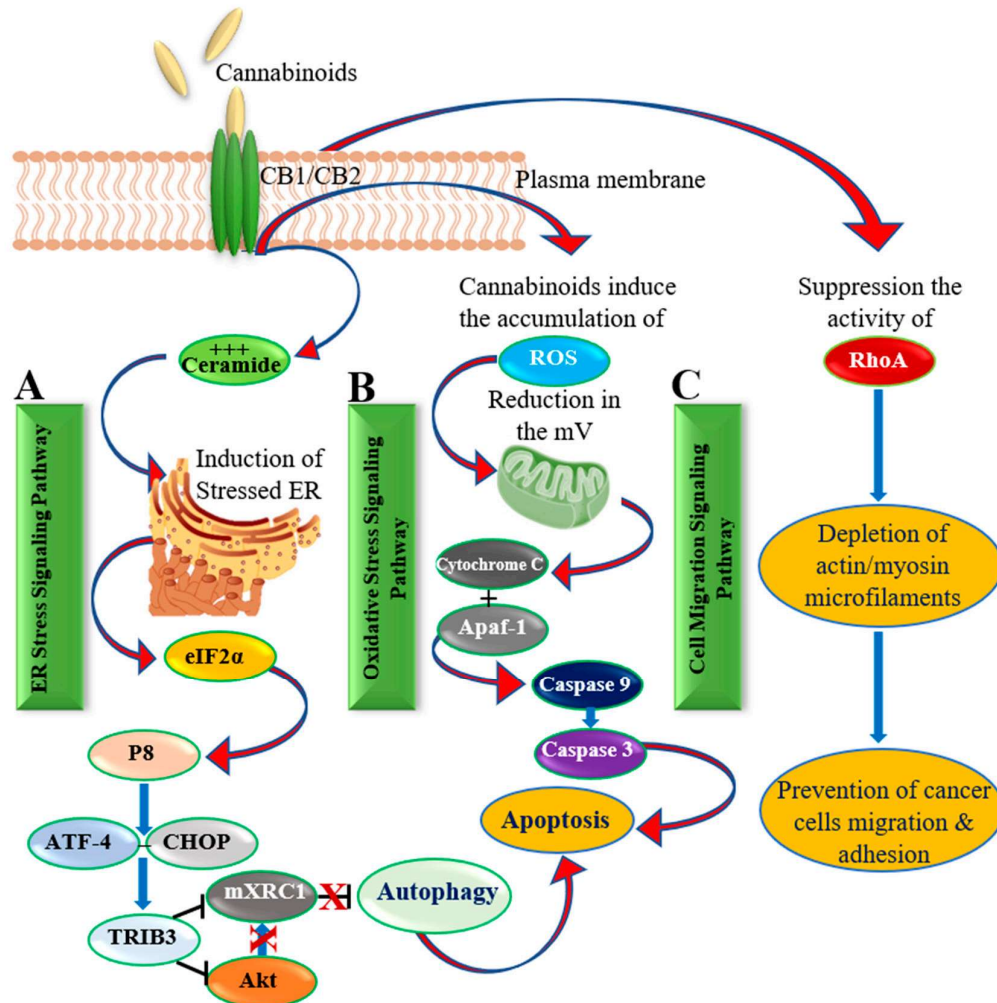 Cannabinoids
CB1/CB2
Plasma membrane
Cannabinoids induce
the accumulation of
ROS
Suppression the
activity of
RhoA
+++
Ceramide
A
ER Stress Signaling Pathway
Induction of
Stressed ER
eIF2α
P8
ATF-4
–
CHOP
TRIB3
mXRC1
X
Akt
X
Autophagy
B
Oxidative Stress Signaling
Pathway
Reduction in
the mV
Cytochrome C
+
Apaf-1
Caspase 9
Caspase 3
Apoptosis
C
Cell Migration Signaling
Pathway
Depletion of
actin/myosin
microfilaments
Prevention of cancer
cells migration &
adhesion